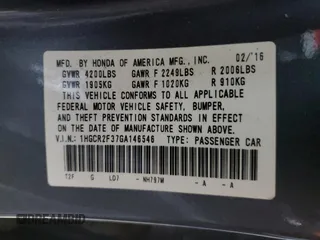 MFD. BY HONDA OF AMERICA MFG., INC. 02/16
GVWR 4200LBS GAWR F 2249LBS R 2006LBS
GVWR 1905KG GAWR F 1020KG R 910KG
THIS VEHICLE CONFORMS TO ALL APPLICABLE
FEDERAL MOTOR VEHICLE SAFETY, BUMPER,
AND THEFT PREVENTION STANDARDS IN EFFECT
ON THE DATE OF MANUFACTURE SHOWN ABOVE.
V.I.N.: 1HGCR2F37GA146546 PASSENGER CAR
T2F G LD7 - NH797M - A - A